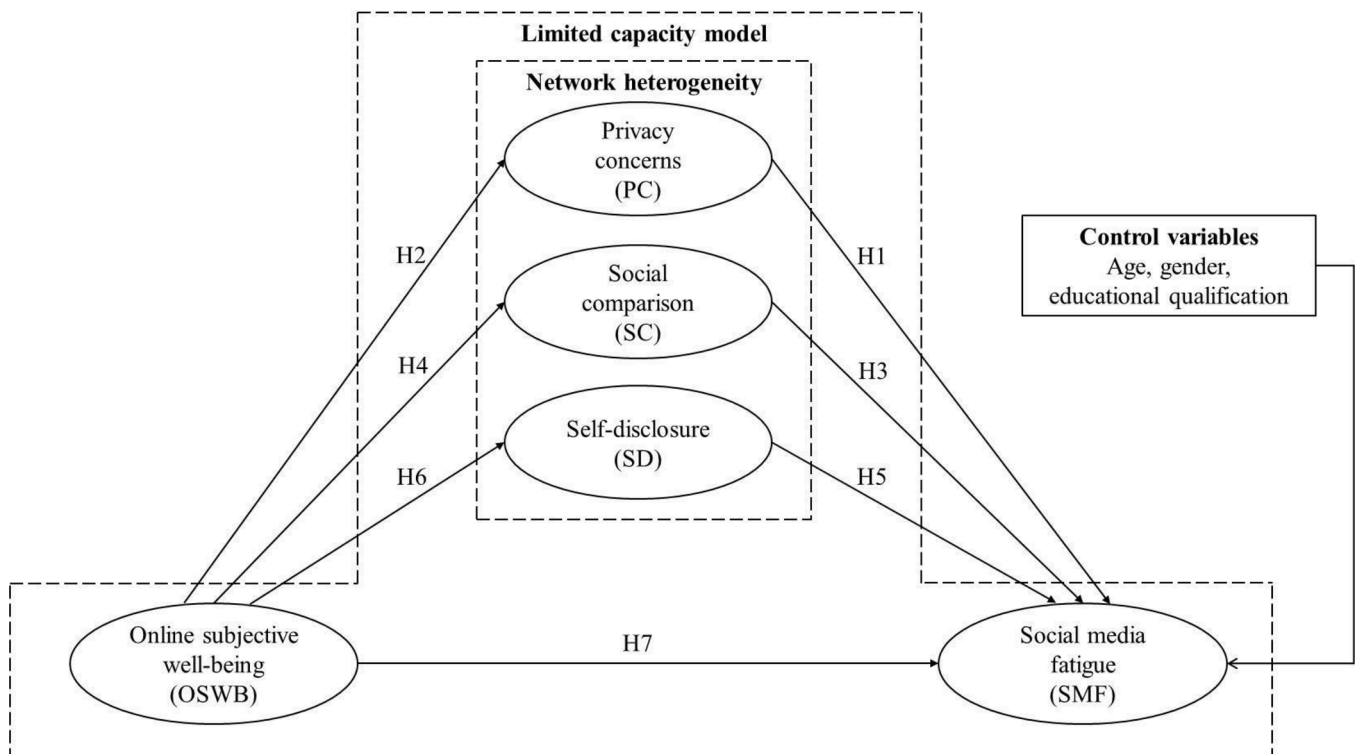 Limited capacity model
Network heterogeneity
Privacy
concerns
(PC)
H2
H1
Control variables
Age, gender,
educational qualification
Social
comparison
(SC)
H4
H3
Self-disclosure
(SD)
H6
H5
Online subjective
well-being
(OSWB)
H7
Social media
fatigue
(SMF)